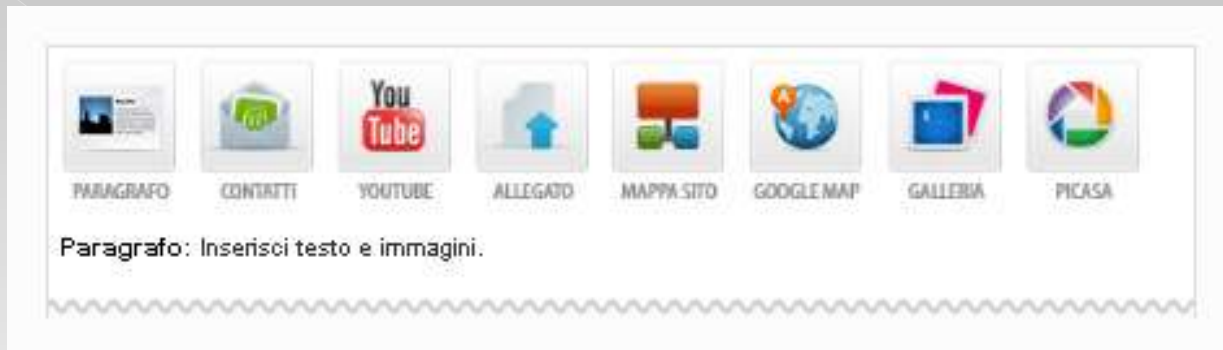 You
Tube
A
PARAGRAFO CONTATTI YOUTUBE ALLEGATO MAPPA SITO GOOGLE MAP GALLERIA PICASA
Paragrafo: Inserisci testo e immagini.